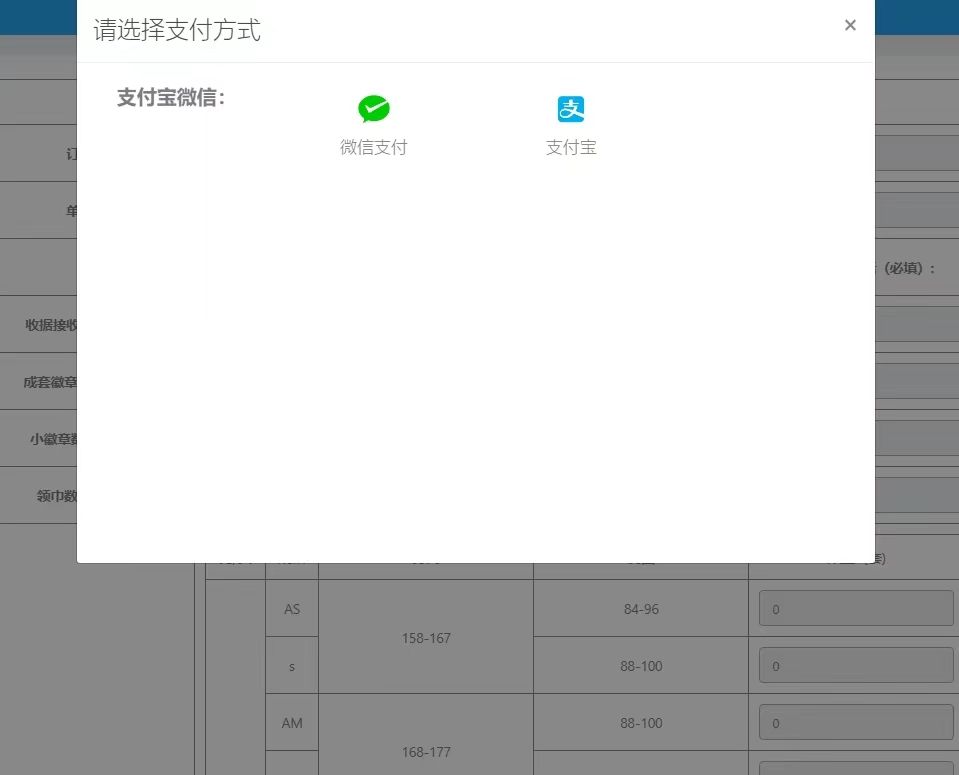 请选择支付方式
×
支付宝微信：
微信支付
支付宝
订
单
（必填）：
收据接收
成套徽章
小徽章数
领巾数
套)
AS
158-167
84-96
0
s
88-100
0
AM
168-177
88-100
0